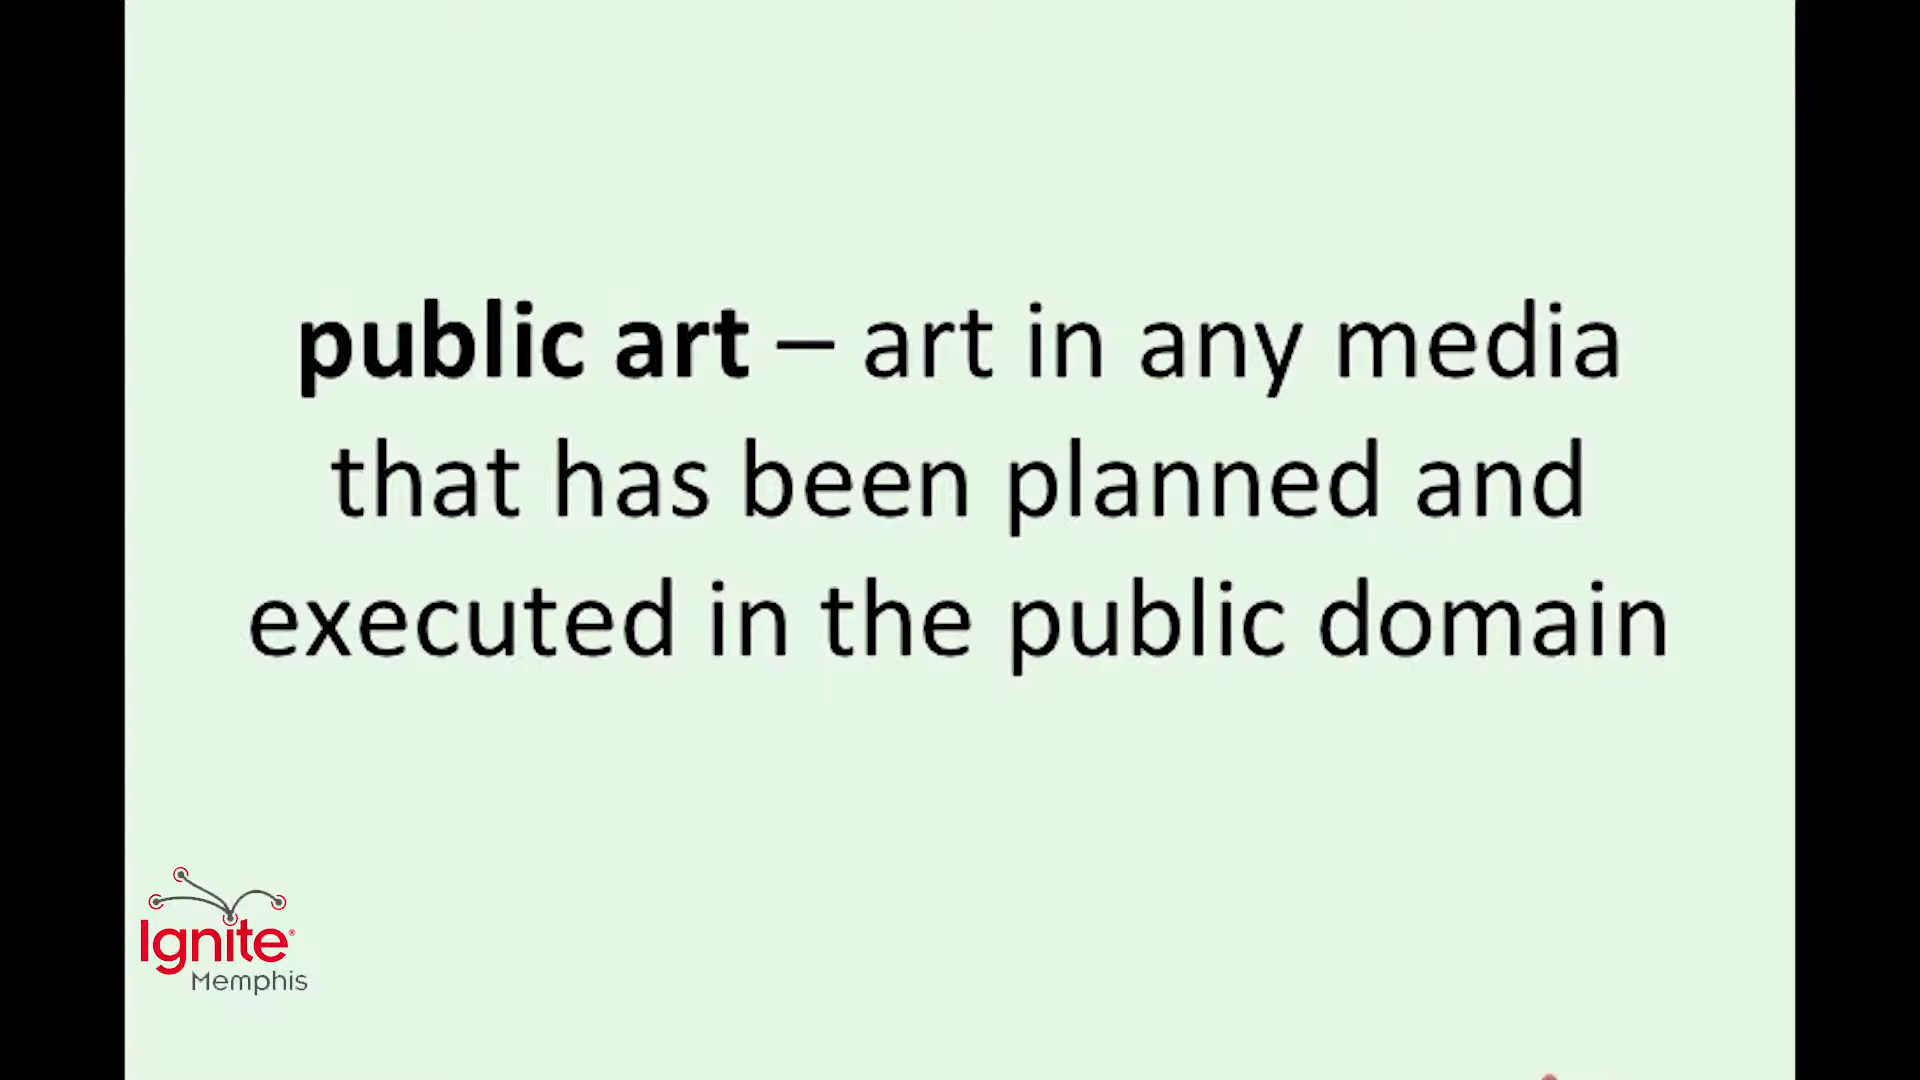 public art – art in any media
that has been planned and
executed in the public domain
Ignite®
Memphis